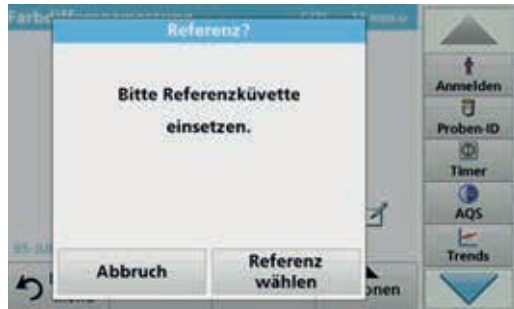 Referenz?
Bitte Referenzküvette
einsetzen.
Abbruch
Referenz
wählen
Anmelden
Proben-ID
Timer
AQS
Trends